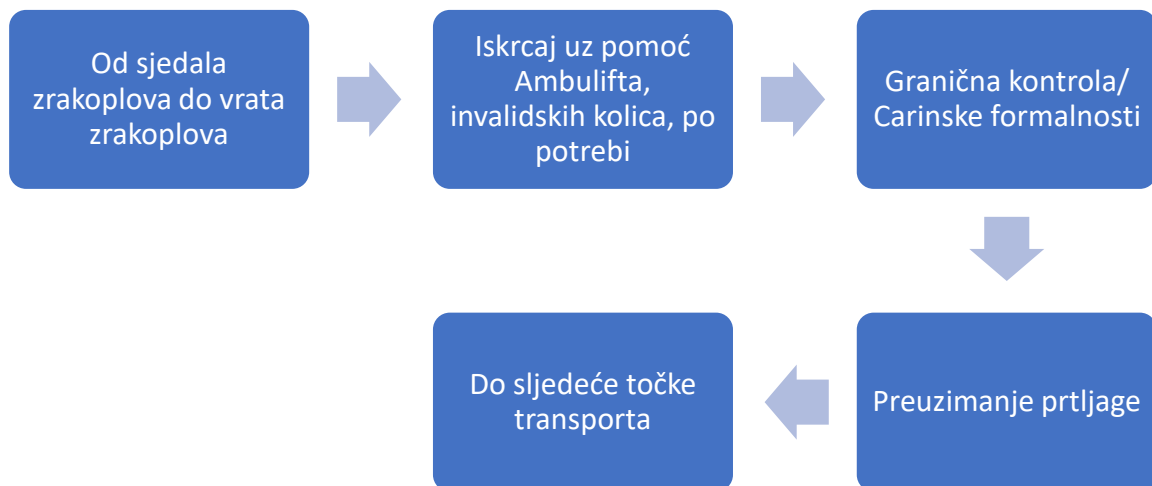 Od sjedala
zrakoplova do vrata
zrakoplova
Iskrcaj uz pomoć
Ambulifta,
invalidskih kolica, po
potrebi
Granična kontrola/
Carinske formalnosti
Preuzimanje prtljage
Do sljedeće točke
transporta